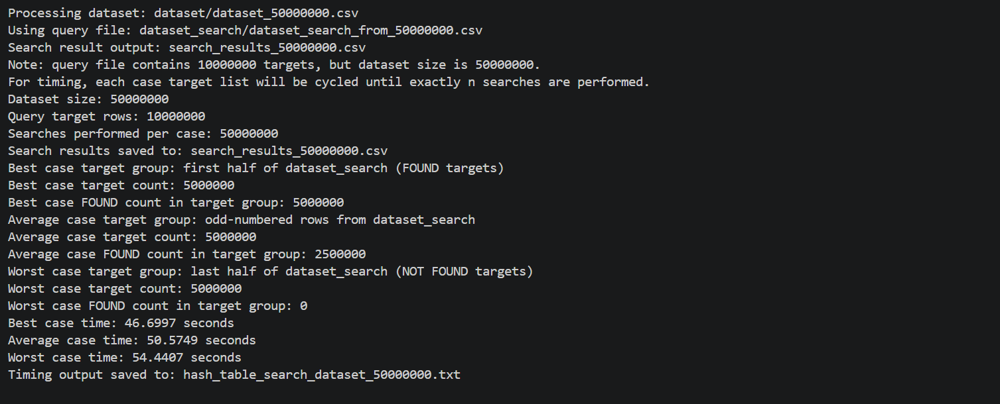 Processing dataset: dataset/dataset_50000000.csv
Using query file: dataset_search/dataset_search_from_50000000.csv
Search result output: search_results_50000000.csv
Note: query file contains 10000000 targets, but dataset size is 50000000.
For timing, each case target list will be cycled until exactly n searches are performed.
Dataset size: 50000000
Query target rows: 10000000
Searches performed per case: 50000000
Search results saved to: search_results_50000000.csv
Best case target group: first half of dataset_search (FOUND targets)
Best case target count: 5000000
Best case FOUND count in target group: 5000000
Average case target group: odd-numbered rows from dataset_search
Average case target count: 5000000
Average case FOUND count in target group: 2500000
Worst case target group: last half of dataset_search (NOT FOUND targets)
Worst case target count: 5000000
Worst case FOUND count in target group: 0
Best case time: 46.6997 seconds
Average case time: 50.5749 seconds
Worst case time: 54.4407 seconds
Timing output saved to: hash_table_search_dataset_50000000.txt